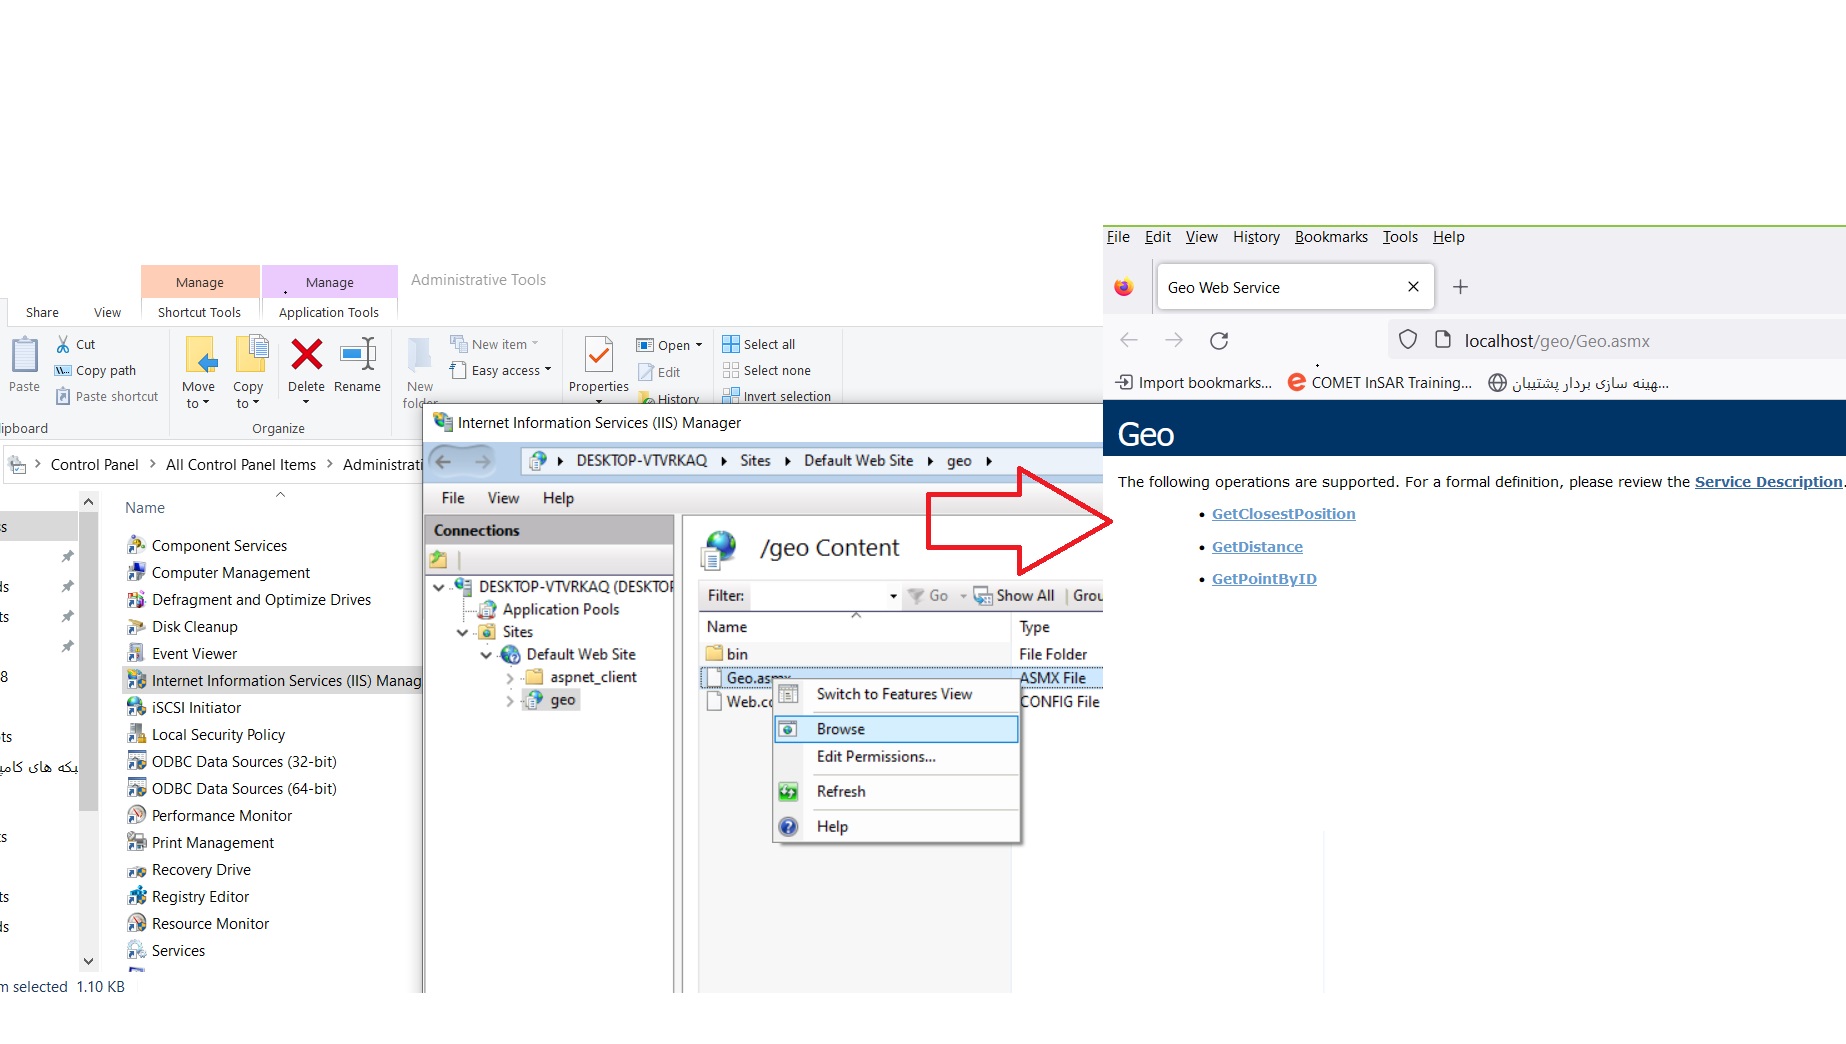 Manage
Manage
Administrative Tools
Share
View
Shortcut Tools
Application Tools
Paste
Cut
Copy path
Paste shortcut
Move to
Copy to
Delete
Rename
New
New item
Easy access
Properties
Open
Edit
History
Select all
Select none
Invert selection
ipboard
Organize
Control Panel > All Control Panel Items > Administrati
Name
Component Services
Computer Management
Defragment and Optimize Drives
Disk Cleanup
Event Viewer
Internet Information Services (IIS) Manag
iSCSI Initiator
Local Security Policy
ODBC Data Sources (32-bit)
ODBC Data Sources (64-bit)
Performance Monitor
Print Management
Recovery Drive
Registry Editor
Resource Monitor
Services
m selected 1.10 KB
Internet Information Services (IIS) Manager
DESKTOP-VTVRKAQ
Sites
Default Web Site
geo
File
View
Help
Connections
DESKTOP-VTVRKAQ (DESKTOP
Application Pools
Sites
Default Web Site
aspnet_client
geo
/geo Content
Filter:
Go
Show All
Grou
Name
Type
bin
File Folder
Geo.asmx
ASMX File
Web.co
CONFIG File
Switch to Features View
Browse
Edit Permissions...
Refresh
Help
File Edit View History Bookmarks Tools Help
Geo Web Service
localhost/geo/Geo.asmx
Import bookmarks...
COMET InSAR Training...
هینه سازی بردار پشتیبان...
Geo
The following operations are supported. For a formal definition, please review the Service Description.
• GetClosestPosition
• GetDistance
• GetPointByID